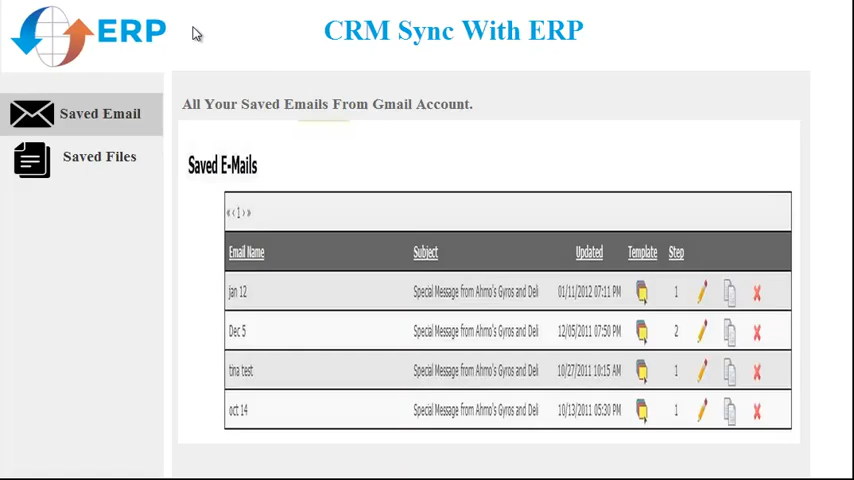 ERP
CRM Sync With ERP
Saved Email
Saved Files
All Your Saved Emails From Gmail Account.
Saved E-Mails
« ‹ 1 › »
Email Name Subject Updated Template Step
jan 12 Special Message from Ahmo's Gyros and Deli 01/11/2012 07:11 PM 1
Dec 5 Special Message from Ahmo's Gyros and Deli 12/05/2011 07:50 PM 2
tina test Special Message from Ahmo's Gyros and Deli 10/27/2011 10:15 AM 1
oct 14 Special Message from Ahmo's Gyros and Deli 10/13/2011 05:30 PM 1